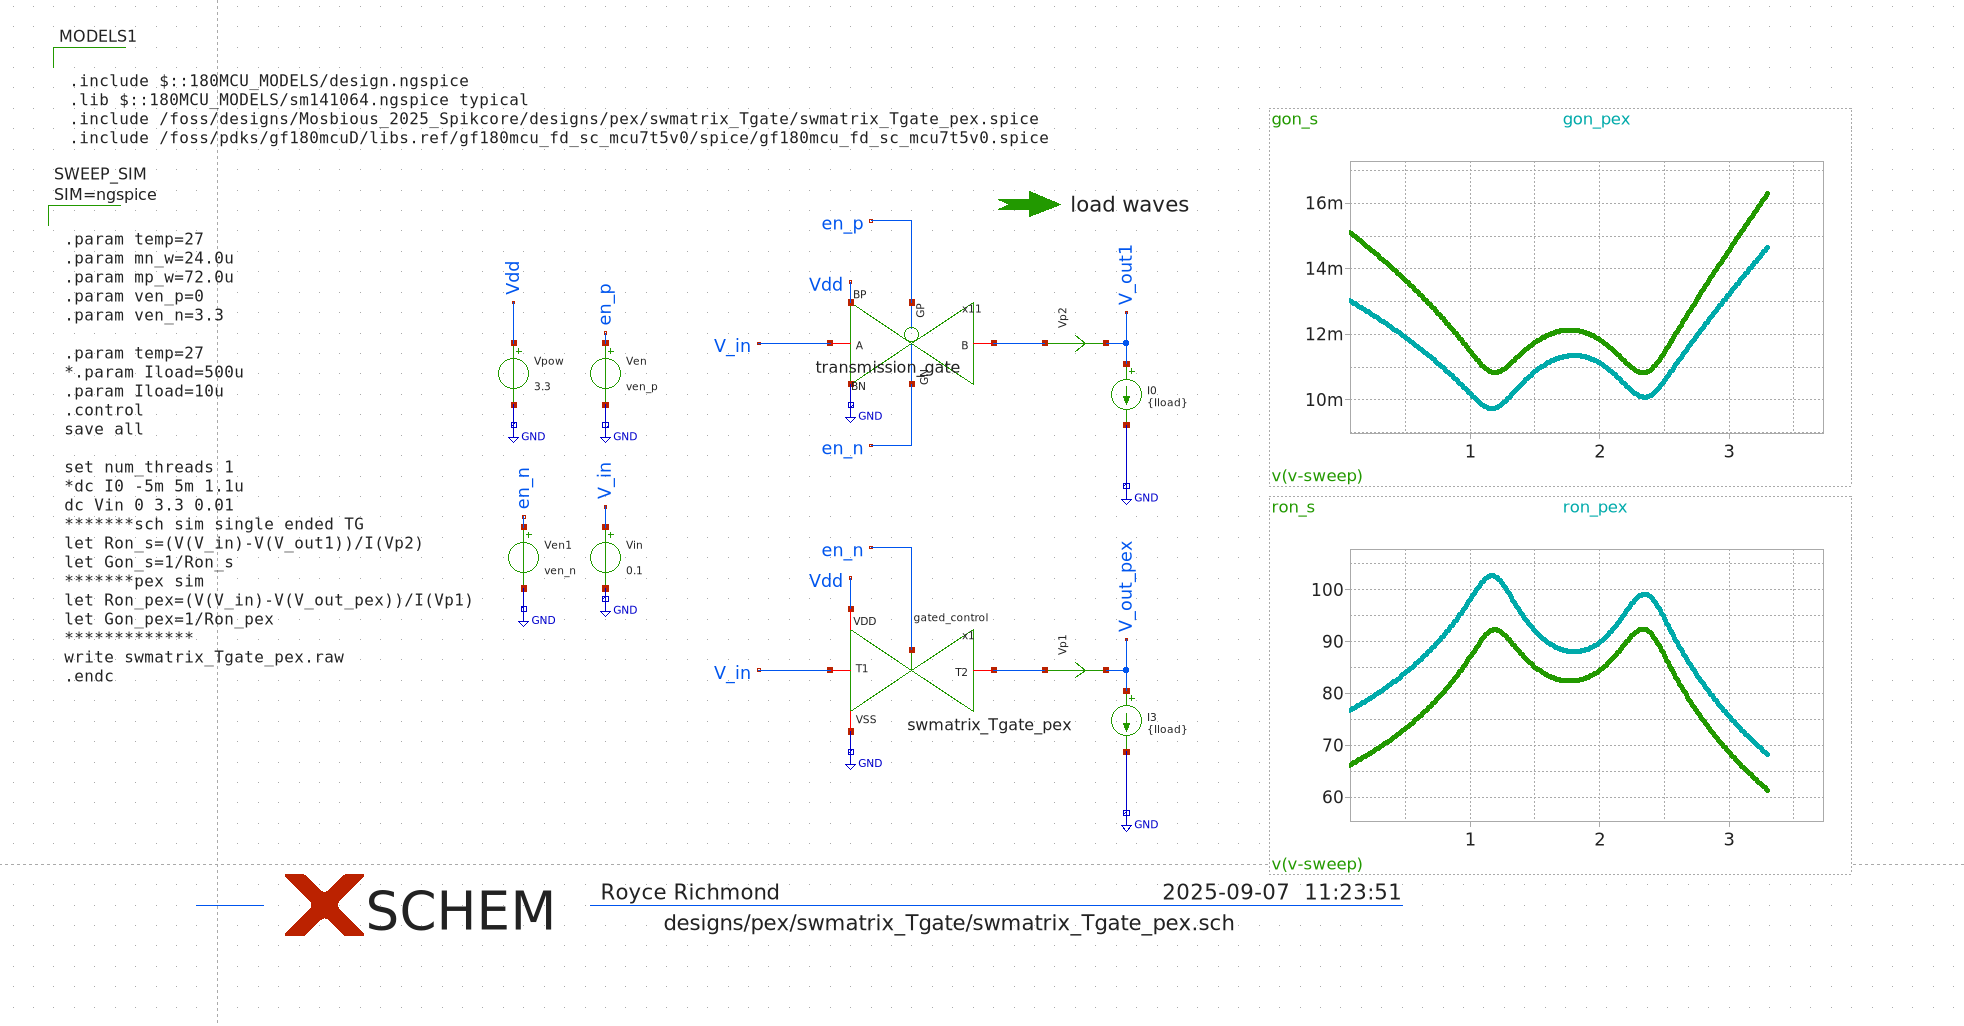 MODELS1
.include $::180MCU_MODELS/design.ngspice
.lib $::180MCU_MODELS/sm141064.ngspice typical
.include /foss/designs/Mosbious_2025_Spikcore/designs/pex/swmatrix_Tgate/swmatrix_Tgate_pex.spice
.include /foss/pdks/gf180mcuD/libs.ref/gf180mcu_fd_sc_mcu7t5v0/spice/gf180mcu_fd_sc_mcu7t5v0.spice
SWEEP_SIM
SIM=ngspice
.param temp=27
.param mn_w=24.0u
.param mp_w=72.0u
.param ven_p=0
.param ven_n=3.3
.param temp=27
*.param Iload=500u
.param Iload=10u
.control
save all
set num_threads 1
*dc I0 -5m 5m 1.1u
dc Vin 0 3.3 0.01
*******sch sim single ended TG
let Ron_s=(V(V_in)-V(V_out1))/I(Vp2)
let Gon_s=1/Ron_s
*******pex sim
let Ron_pex=(V(V_in)-V(V_out_pex))/I(Vp1)
let Gon_pex=1/Ron_pex
*************
write swmatrix_Tgate_pex.raw
.endc
Vdd
Vpow
3.3
GND
en_p
Ven
ven_p
GND
en_n
Ven1
ven_n
GND
V_in
Vin
0.1
GND
load waves
en_p
Vdd
BP
GP
x11
V_in
A
B
transmission_gate
BN
GN
GND
en_n
Vp2
V_out1
I0
{Iload}
GND
en_n
Vdd
VDD
gated_control
x1
V_in
T1
T2
VSS
swmatrix_Tgate_pex
GND
Vp1
V_out_pex
I3
{Iload}
GND
gon_s
gon_pex
16m
14m
12m
10m
1 2 3
v(v-sweep)
ron_s
ron_pex
100
90
80
70
60
1 2 3
v(v-sweep)
XSCHEM
Royce Richmond
2025-09-07 11:23:51
designs/pex/swmatrix_Tgate/swmatrix_Tgate_pex.sch